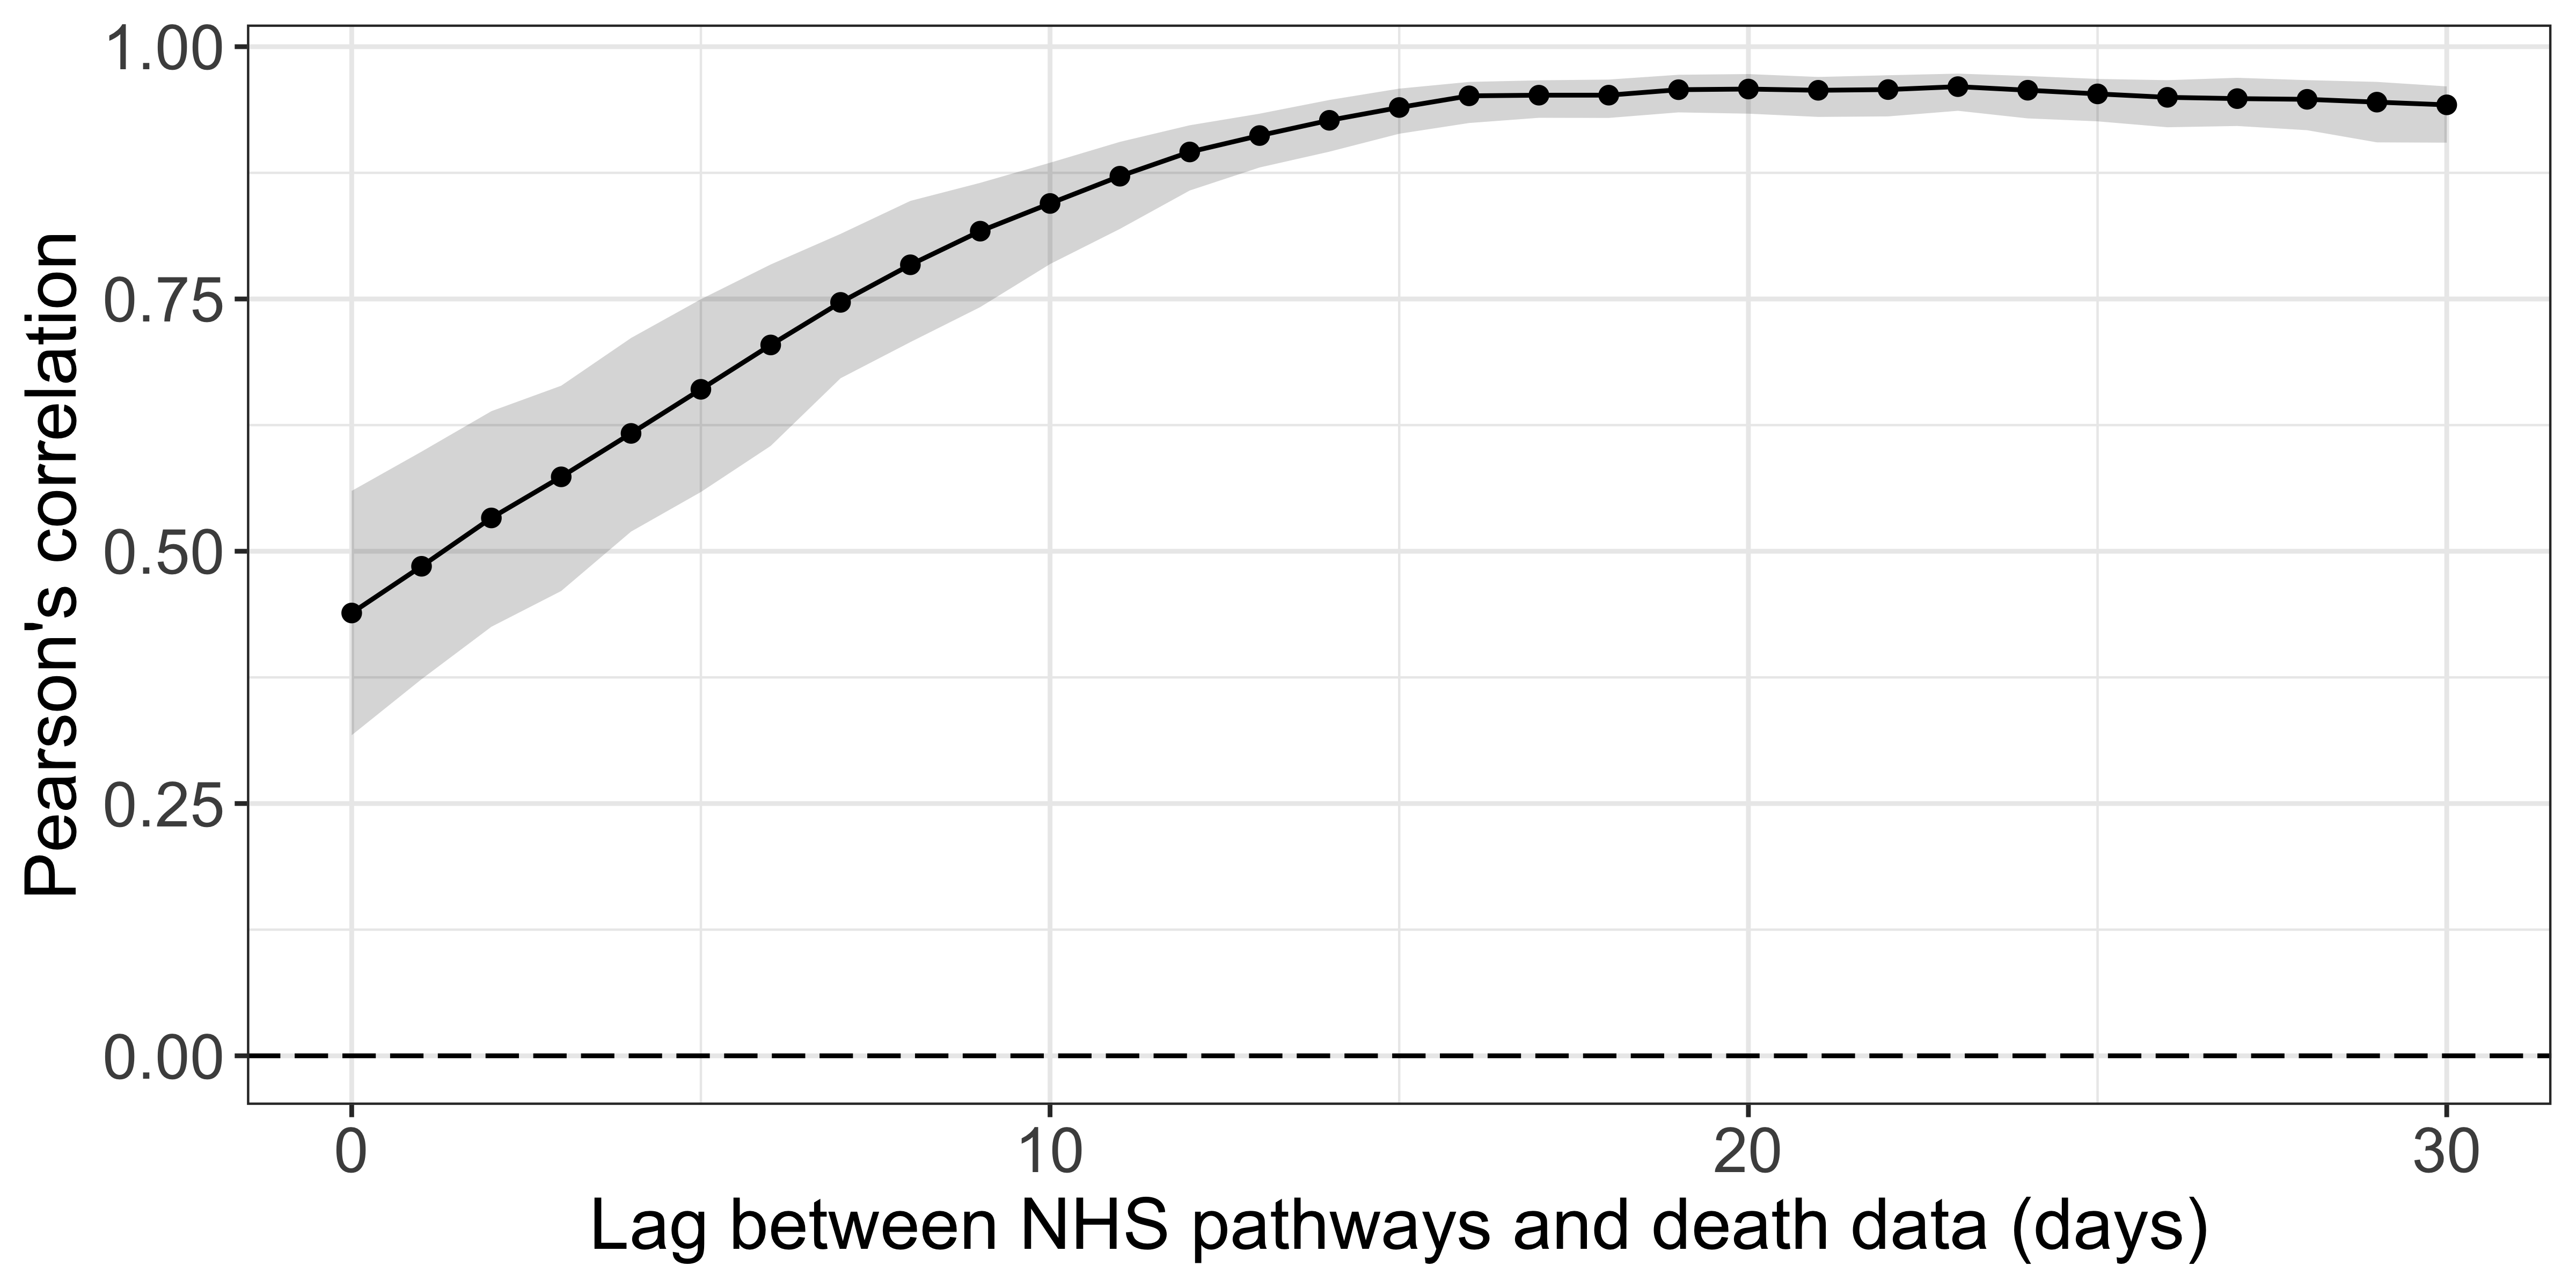 Pearson's correlation
1.00
0.75
0.50
0.25
0.00
0 10 20 30
Lag between NHS pathways and death data (days)